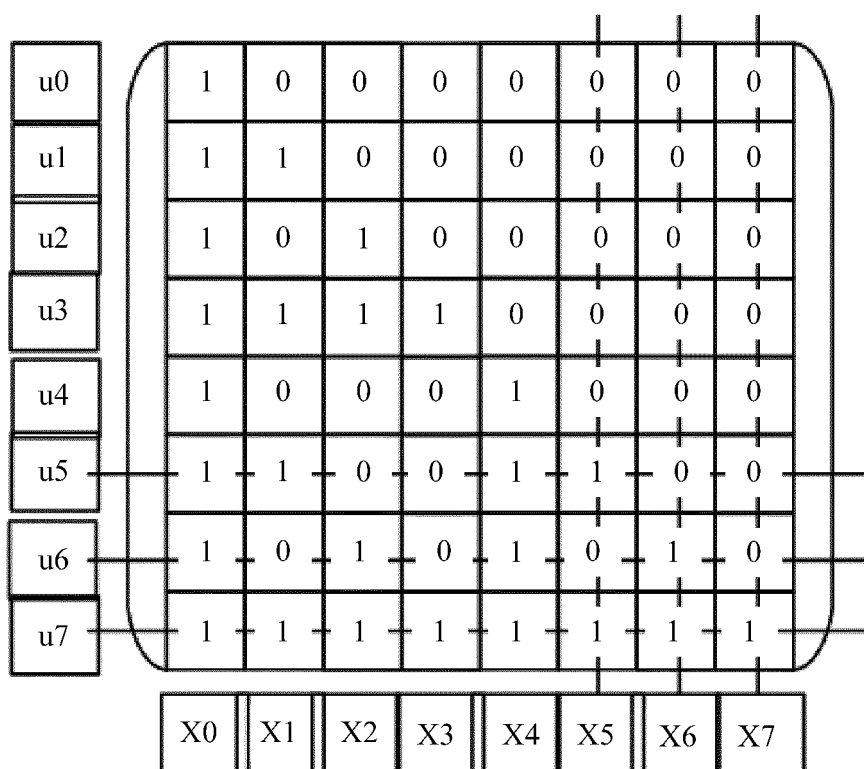 u0 1 0 0 0 0 0 0 0
u1 1 1 0 0 0 0 0 0
u2 1 0 1 0 0 0 0 0
u3 1 1 1 1 0 0 0 0
u4 1 0 0 0 1 0 0 0
u5 1 1 0 0 1 1 0 0
u6 1 0 1 0 1 0 1 0
u7 1 1 1 1 1 1 1 1
X0 X1 X2 X3 X4 X5 X6 X7